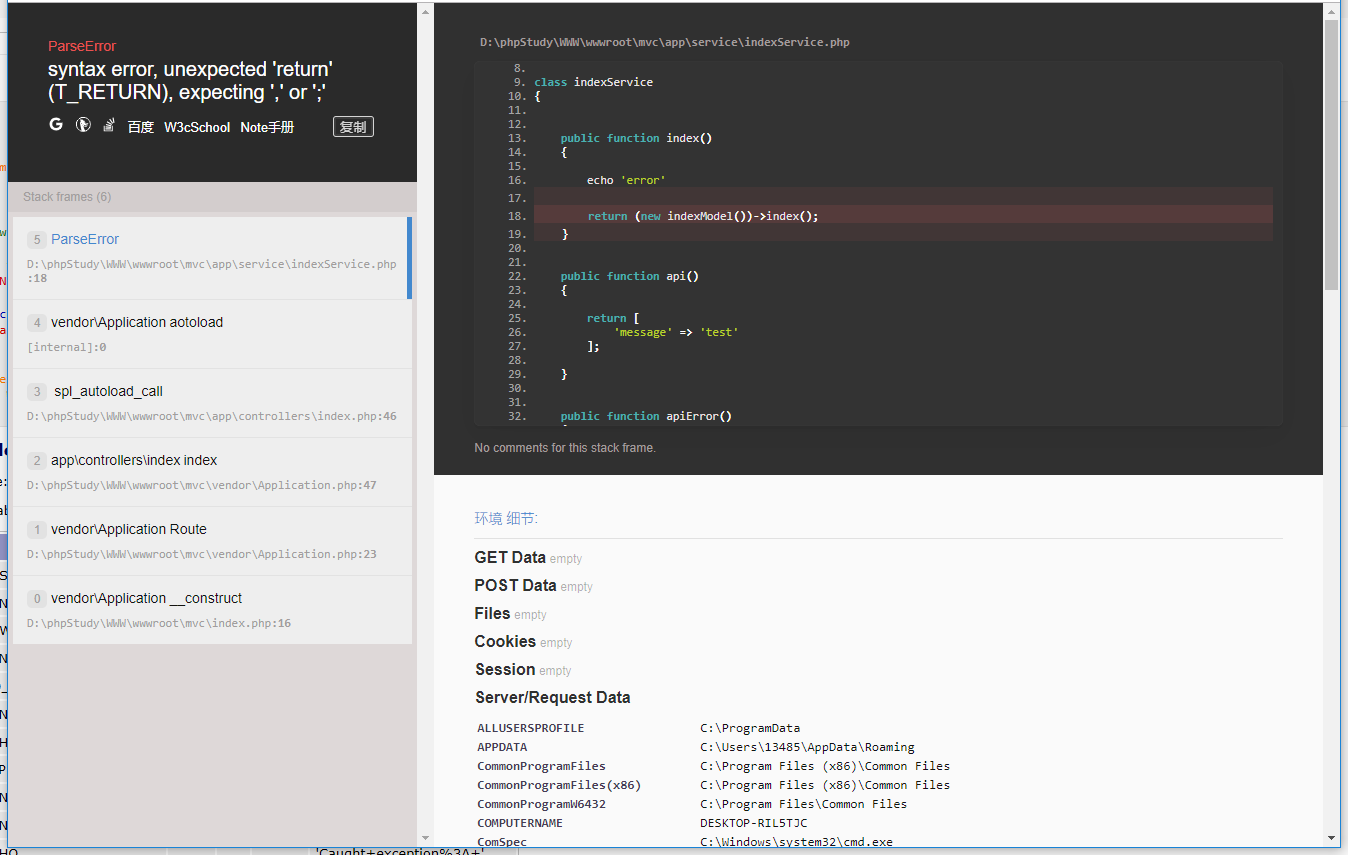 ParseError
syntax error, unexpected 'return'
(T_RETURN), expecting ',' or ';'
百度 W3cSchool Note手册 复制
Stack frames (6)
5 ParseError
D:\phpStudy\WWW\wwwroot\mvc\app\service\indexService.php
:18
4 vendor\Application aotoload
[internal]:0
3 spl_autoload_call
D:\phpStudy\WWW\wwwroot\mvc\app\controllers\index.php:46
2 app\controllers\index index
D:\phpStudy\WWW\wwwroot\mvc\vendor\Application.php:47
1 vendor\Application Route
D:\phpStudy\WWW\wwwroot\mvc\vendor\Application.php:23
0 vendor\Application __construct
D:\phpStudy\WWW\wwwroot\mvc\index.php:16
D:\phpStudy\WWW\wwwroot\mvc\app\service\indexService.php
8.
9. class indexService
10. {
11.
12.
13. public function index()
14. {
15.
16. echo 'error'
17.
18. return (new indexModel())->index();
19. }
20.
21.
22. public function api()
23. {
24.
25. return [
26. 'message' => 'test'
27. ];
28.
29. }
30.
31.
32. public function apiError()
No comments for this stack frame.
环境 细节:
GET Data empty
POST Data empty
Files empty
Cookies empty
Session empty
Server/Request Data
ALLUSERSPROFILE C:\ProgramData
APPDATA C:\Users\13485\AppData\Roaming
CommonProgramFiles C:\Program Files (x86)\Common Files
CommonProgramFiles(x86) C:\Program Files (x86)\Common Files
CommonProgramW6432 C:\Program Files\Common Files
COMPUTERNAME DESKTOP-RIL5TJC
ComSpec C:\Windows\system32\cmd.exe
'Caught+exception%3A+'